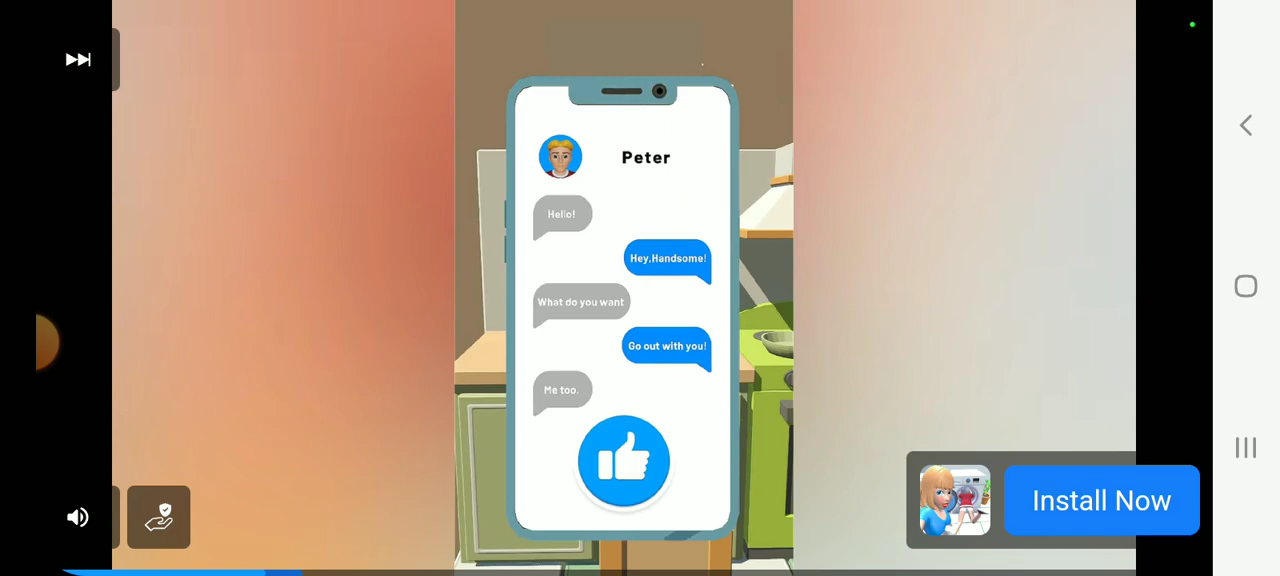 Peter
Hello!
Hey,Handsome!
What do you want
Go out with you!
Me too.
Install Now